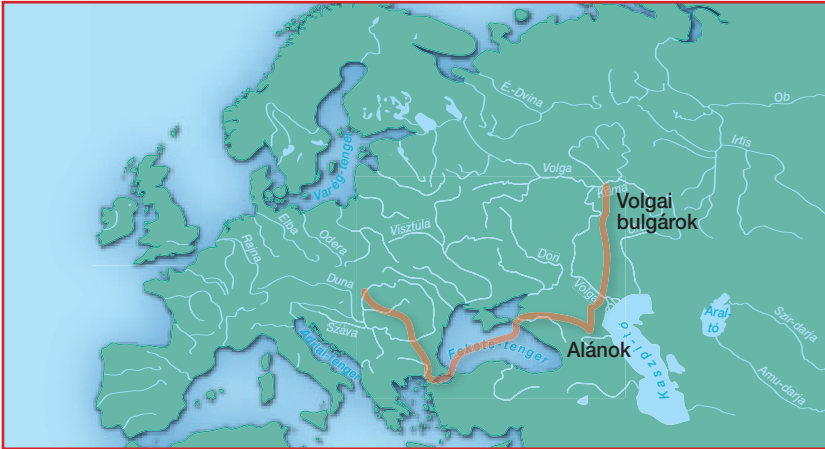 É.-Dvina
Ob
Irtis
Varég-tenger
Volga
Káma
Volgai
bulgárok
Elba
Rajna
Odera
Visztula
Don
Duna
Volga
Aral-
tó
Szir-darja
Száva
Adriai-tenger
Fekete-tenger
Alánok
Kaszpi-tó
Amu-darja